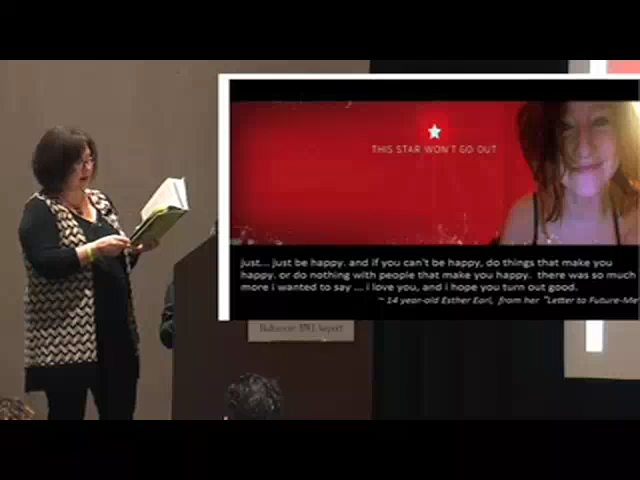 THIS STAR WON'T GO OUT
just... just be happy. and if you can't be happy, do things that make you
happy. or do nothing with people that make you happy. there was so much
more i wanted to say ... i love you, and i hope you turn out good.
~ 14 year-old Esther Earl, from her "Letter to Future-Me
Baltimore BWI Airport